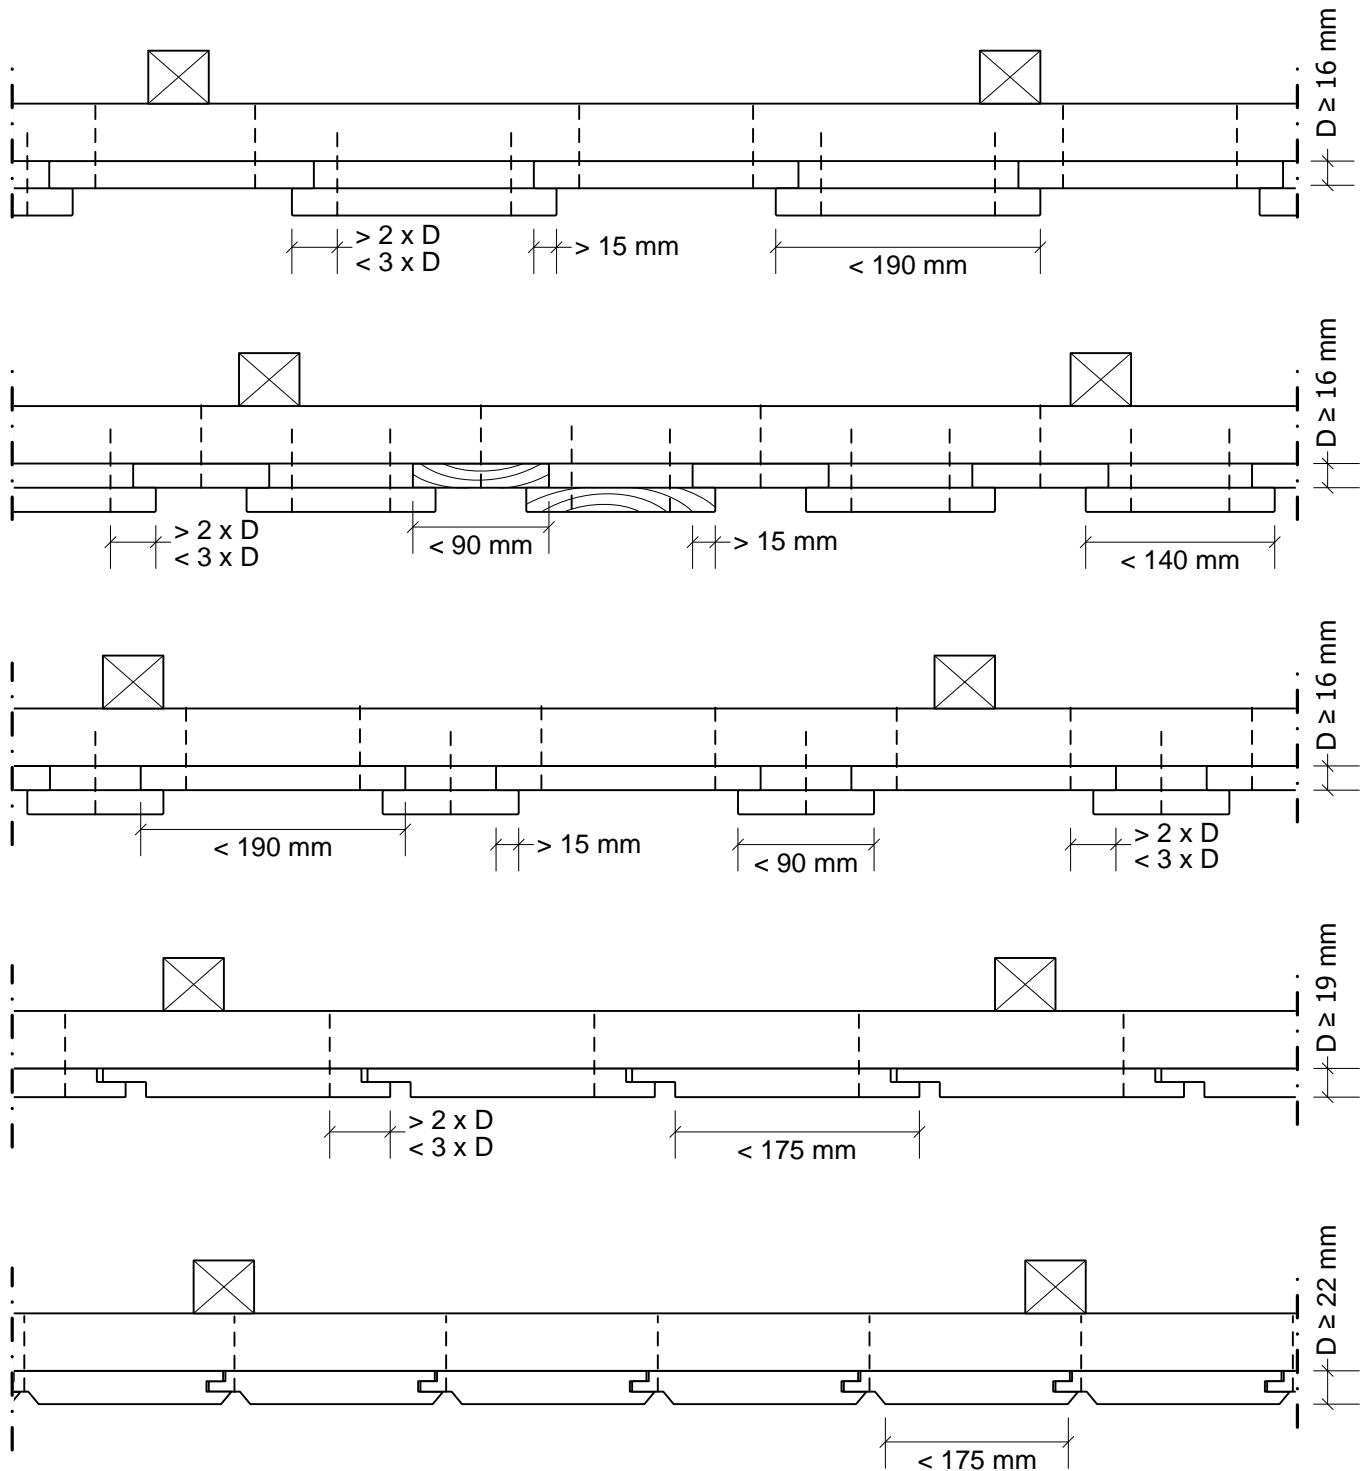 D ≥ 16 mm
> 2 x D
< 3 x D
> 15 mm
< 190 mm
D ≥ 16 mm
> 2 x D
< 3 x D
< 90 mm
> 15 mm
< 140 mm
D ≥ 16 mm
< 190 mm
> 15 mm
< 90 mm
> 2 x D
< 3 x D
D ≥ 19 mm
> 2 x D
< 3 x D
< 175 mm
D ≥ 22 mm
< 175 mm